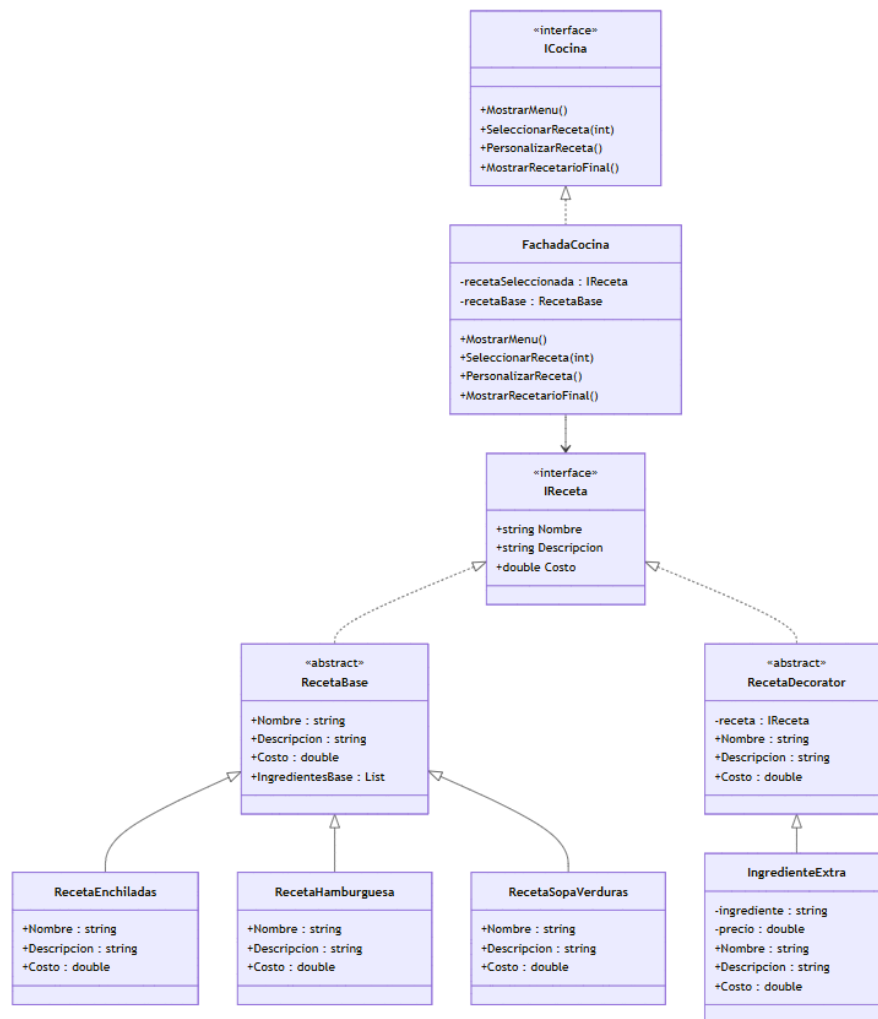 «interface»
ICocina
+MostrarMenu()
+SeleccionarReceta(int)
+PersonalizarReceta()
+MostrarRecetarioFinal()
FachadaCocina
-recetaSeleccionada : IReceta
-recetaBase : RecetaBase
+MostrarMenu()
+SeleccionarReceta(int)
+PersonalizarReceta()
+MostrarRecetarioFinal()
«interface»
IReceta
+string Nombre
+string Descripcion
+double Costo
«abstract»
RecetaBase
+Nombre : string
+Descripcion : string
+Costo : double
+IngredientesBase : List
«abstract»
RecetaDecorator
-receta : IReceta
+Nombre : string
+Descripcion : string
+Costo : double
RecetaEnchiladas
+Nombre : string
+Descripcion : string
+Costo : double
RecetaHamburguesa
+Nombre : string
+Descripcion : string
+Costo : double
RecetaSopaVerduras
+Nombre : string
+Descripcion : string
+Costo : double
IngredienteExtra
-ingrediente : string
-precio : double
+Nombre : string
+Descripcion : string
+Costo : double